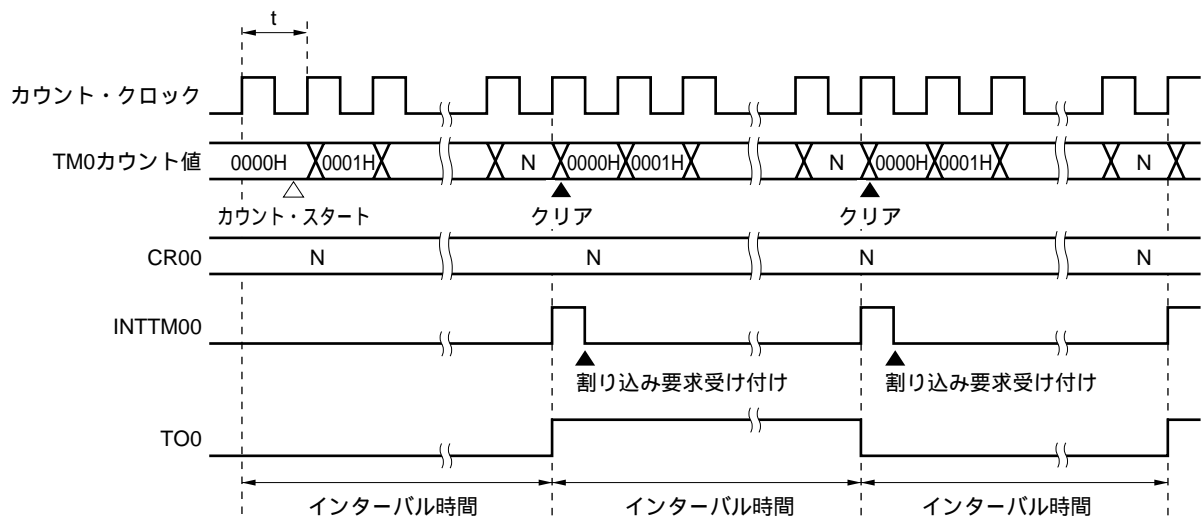 t
カウント・クロック
TM0カウント値 0000H 0001H N 0000H 0001H N 0000H 0001H N
カウント・スタート クリア クリア
CR00 N N N N
INTTM00
割り込み要求受け付け 割り込み要求受け付け
TO0
インターバル時間 インターバル時間 インターバル時間